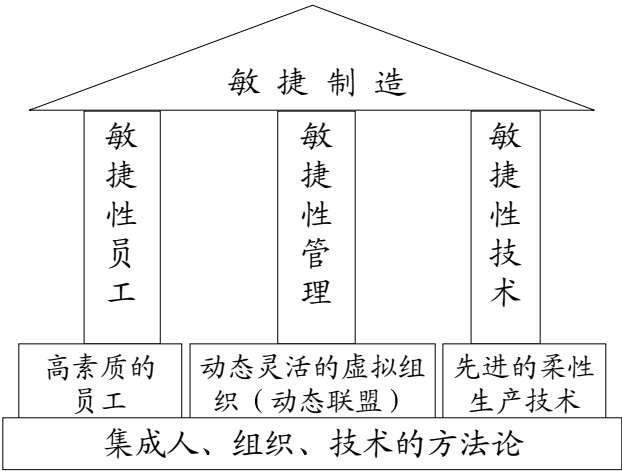 敏捷制造
敏捷性员工
敏捷性管理
敏捷性技术
高素质的
员工
动态灵活的虚拟组
织（动态联盟）
先进的柔性
生产技术
集成人、组织、技术的方法论